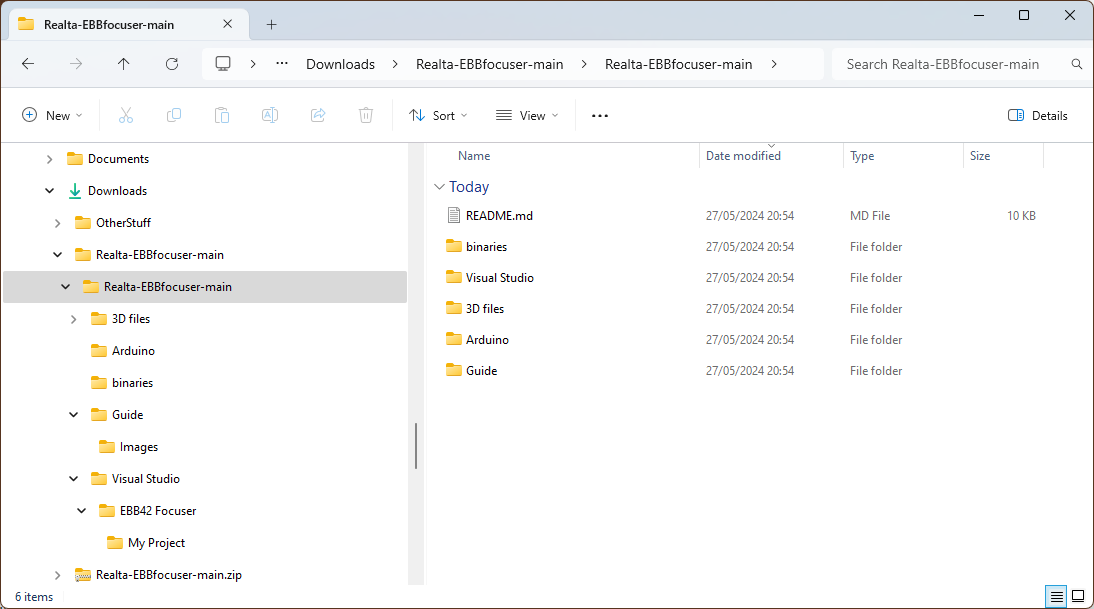 Realta-EBBfocuser-main
Downloads Realta-EBBfocuser-main Realta-EBBfocuser-main Search Realta-EBBfocuser-main
New Sort View Details
Documents
Downloads
OtherStuff
Realta-EBBfocuser-main
Realta-EBBfocuser-main
3D files
Arduino
binaries
Guide
Images
Visual Studio
EBB42 Focuser
My Project
Realta-EBBfocuser-main.zip
Name Date modified Type Size
Today
README.md 27/05/2024 20:54 MD File 10 KB
binaries 27/05/2024 20:54 File folder
Visual Studio 27/05/2024 20:54 File folder
3D files 27/05/2024 20:54 File folder
Arduino 27/05/2024 20:54 File folder
Guide 27/05/2024 20:54 File folder
6 items